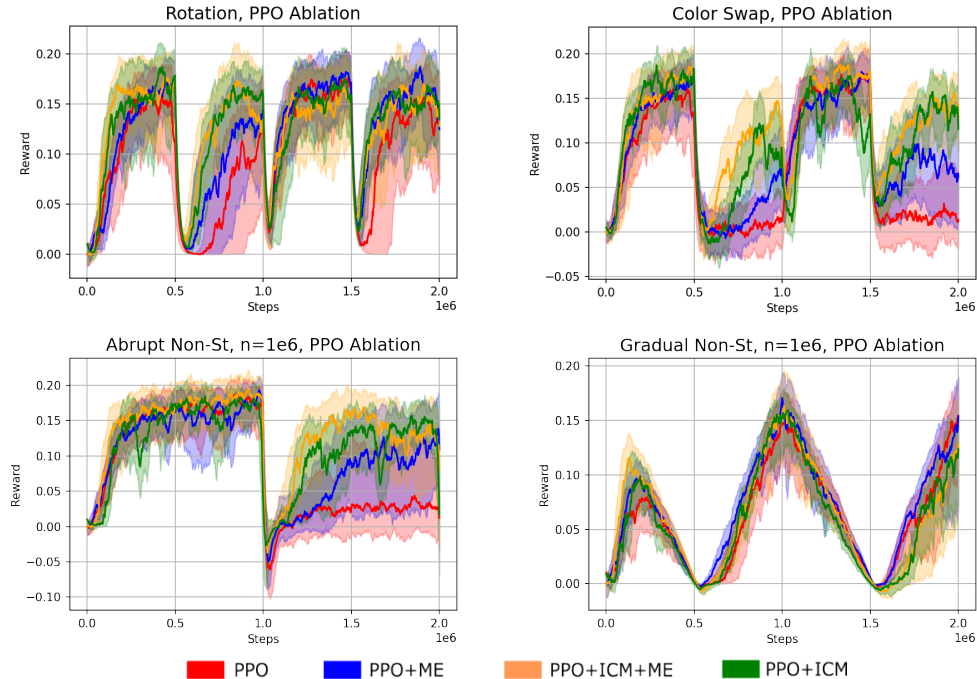 Rotation, PPO Ablation
Reward
0.20
0.15
0.10
0.05
0.00
0.0
0.5
1.0
1.5
2.0
1e6
Steps
Color Swap, PPO Ablation
Reward
0.20
0.15
0.10
0.05
0.00
−0.05
0.0
0.5
1.0
1.5
2.0
1e6
Steps
Abrupt Non-St, n=1e6, PPO Ablation
Reward
0.20
0.15
0.10
0.05
0.00
−0.05
−0.10
0.0
0.5
1.0
1.5
2.0
1e6
Steps
Gradual Non-St, n=1e6, PPO Ablation
Reward
0.20
0.15
0.10
0.05
0.00
0.0
0.5
1.0
1.5
2.0
1e6
Steps
PPO
PPO+ME
PPO+ICM+ME
PPO+ICM